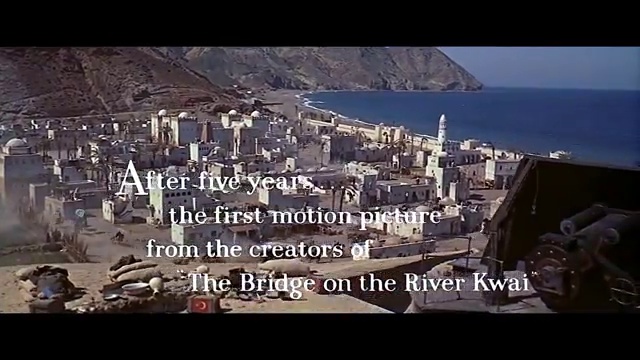 After five years...
the first motion picture
from the creators of
"The Bridge on the River Kwai"